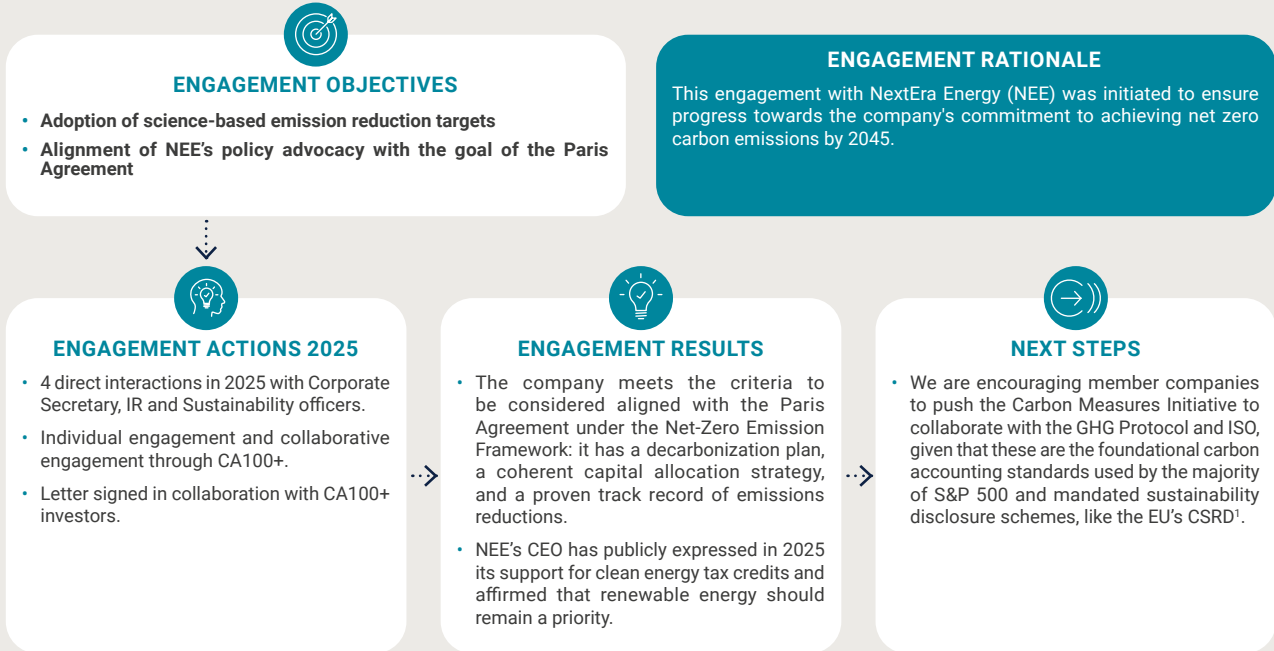 ENGAGEMENT OBJECTIVES
• Adoption of science-based emission reduction targets
• Alignment of NEE's policy advocacy with the goal of the Paris
Agreement
ENGAGEMENT RATIONALE
This engagement with NextEra Energy (NEE) was initiated to ensure
progress towards the company's commitment to achieving net zero
carbon emissions by 2045.
ENGAGEMENT ACTIONS 2025
• 4 direct interactions in 2025 with Corporate
Secretary, IR and Sustainability officers.
• Individual engagement and collaborative
engagement through CA100+.
• Letter signed in collaboration with CA100+
investors.
ENGAGEMENT RESULTS
• The company meets the criteria to
be considered aligned with the Paris
Agreement under the Net-Zero Emission
Framework: it has a decarbonization plan,
a coherent capital allocation strategy,
and a proven track record of emissions
reductions.
• NEE's CEO has publicly expressed in 2025
its support for clean energy tax credits and
affirmed that renewable energy should
remain a priority.
NEXT STEPS
• We are encouraging member companies
to push the Carbon Measures Initiative to
collaborate with the GHG Protocol and ISO,
given that these are the foundational carbon
accounting standards used by the majority
of S&P 500 and mandated sustainability
disclosure schemes, like the EU's CSRD¹.